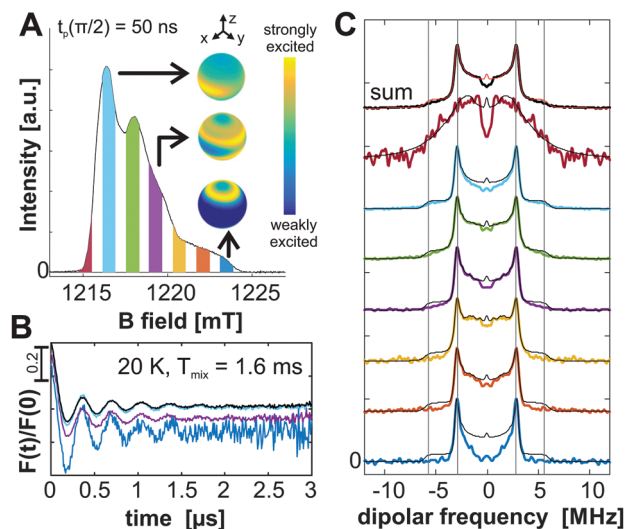 A
tp(π/2) = 50 ns
z
x
y
strongly
excited
weakly
excited
Intensity [a.u.]
0
1215
1220
1225
B field [mT]
B
0.2
20 K, Tmix = 1.6 ms
F(t)/F(0)
0
0.5
1
1.5
2
2.5
3
time [µs]
C
sum
0
-10
-5
0
5
10
dipolar frequency [MHz]